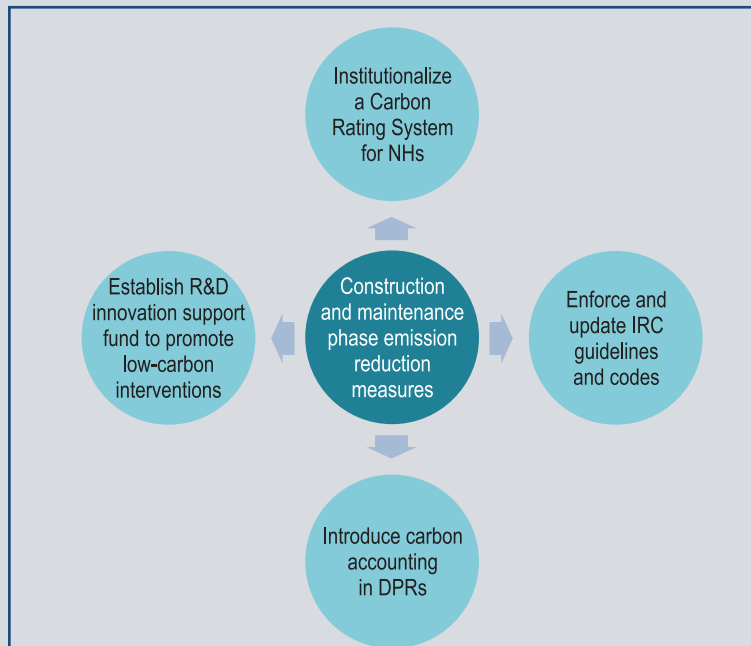 Institutionalize
a Carbon
Rating System
for NHs
Establish R&D
innovation support
fund to promote
low-carbon
interventions
Construction
and maintenance
phase emission
reduction
measures
Enforce and
update IRC
guidelines
and codes
Introduce carbon
accounting
in DPRs